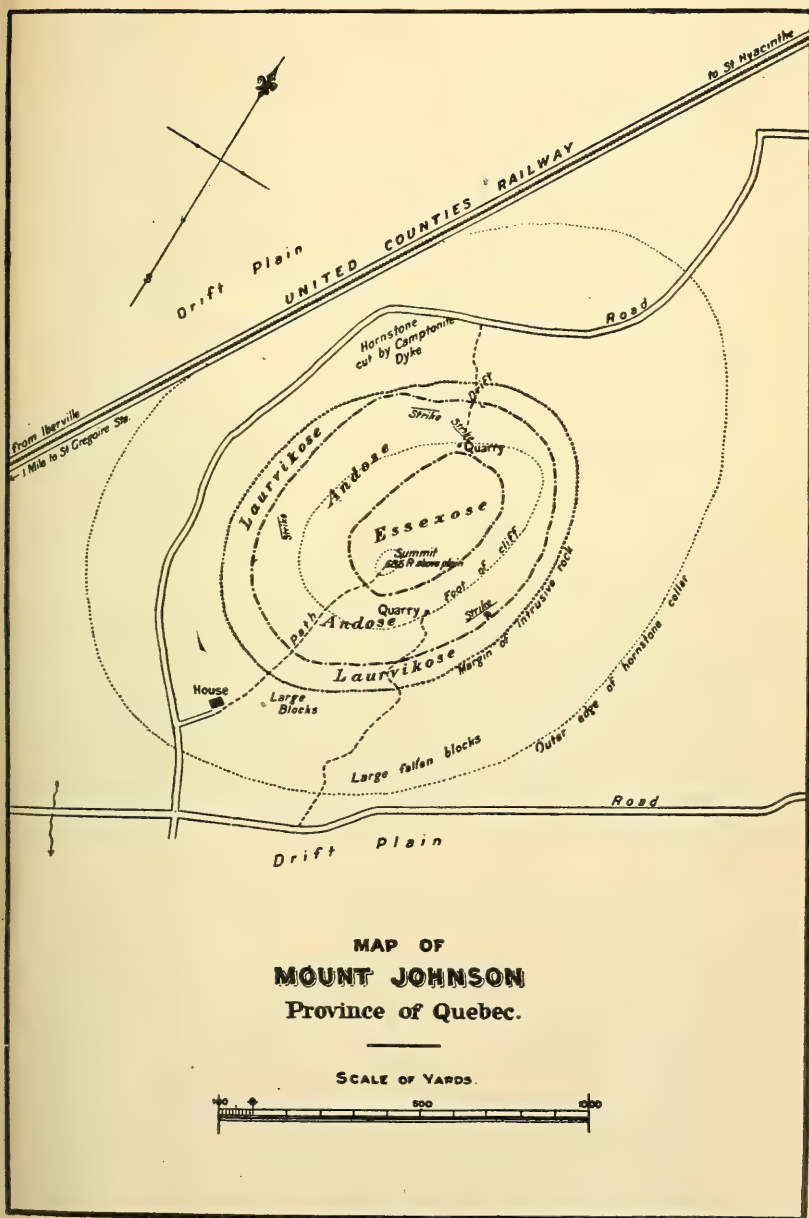 to St Hyacinthe
UNITED COUNTIES RAILWAY
Drift Plain
Road
Hornstone
cut by Camptonite
Dyke
from Iberville
1 Mile to St Gregoire Sta.
Drift
Strike
Strike
Quarry
Laurvikose
Andose
Essexose
Strike
Summit
Foot of cliff
Quarry
Strike
Andose
Path
Laurvikose
Margin of intrusive rock
House
Large
Blocks
Outer edge of hornstone collar
Large fallen blocks
Road
Drift Plain
MAP OF
MOUNT JOHNSON
Province of Quebec.
SCALE OF YARDS.
100 0 500 1000